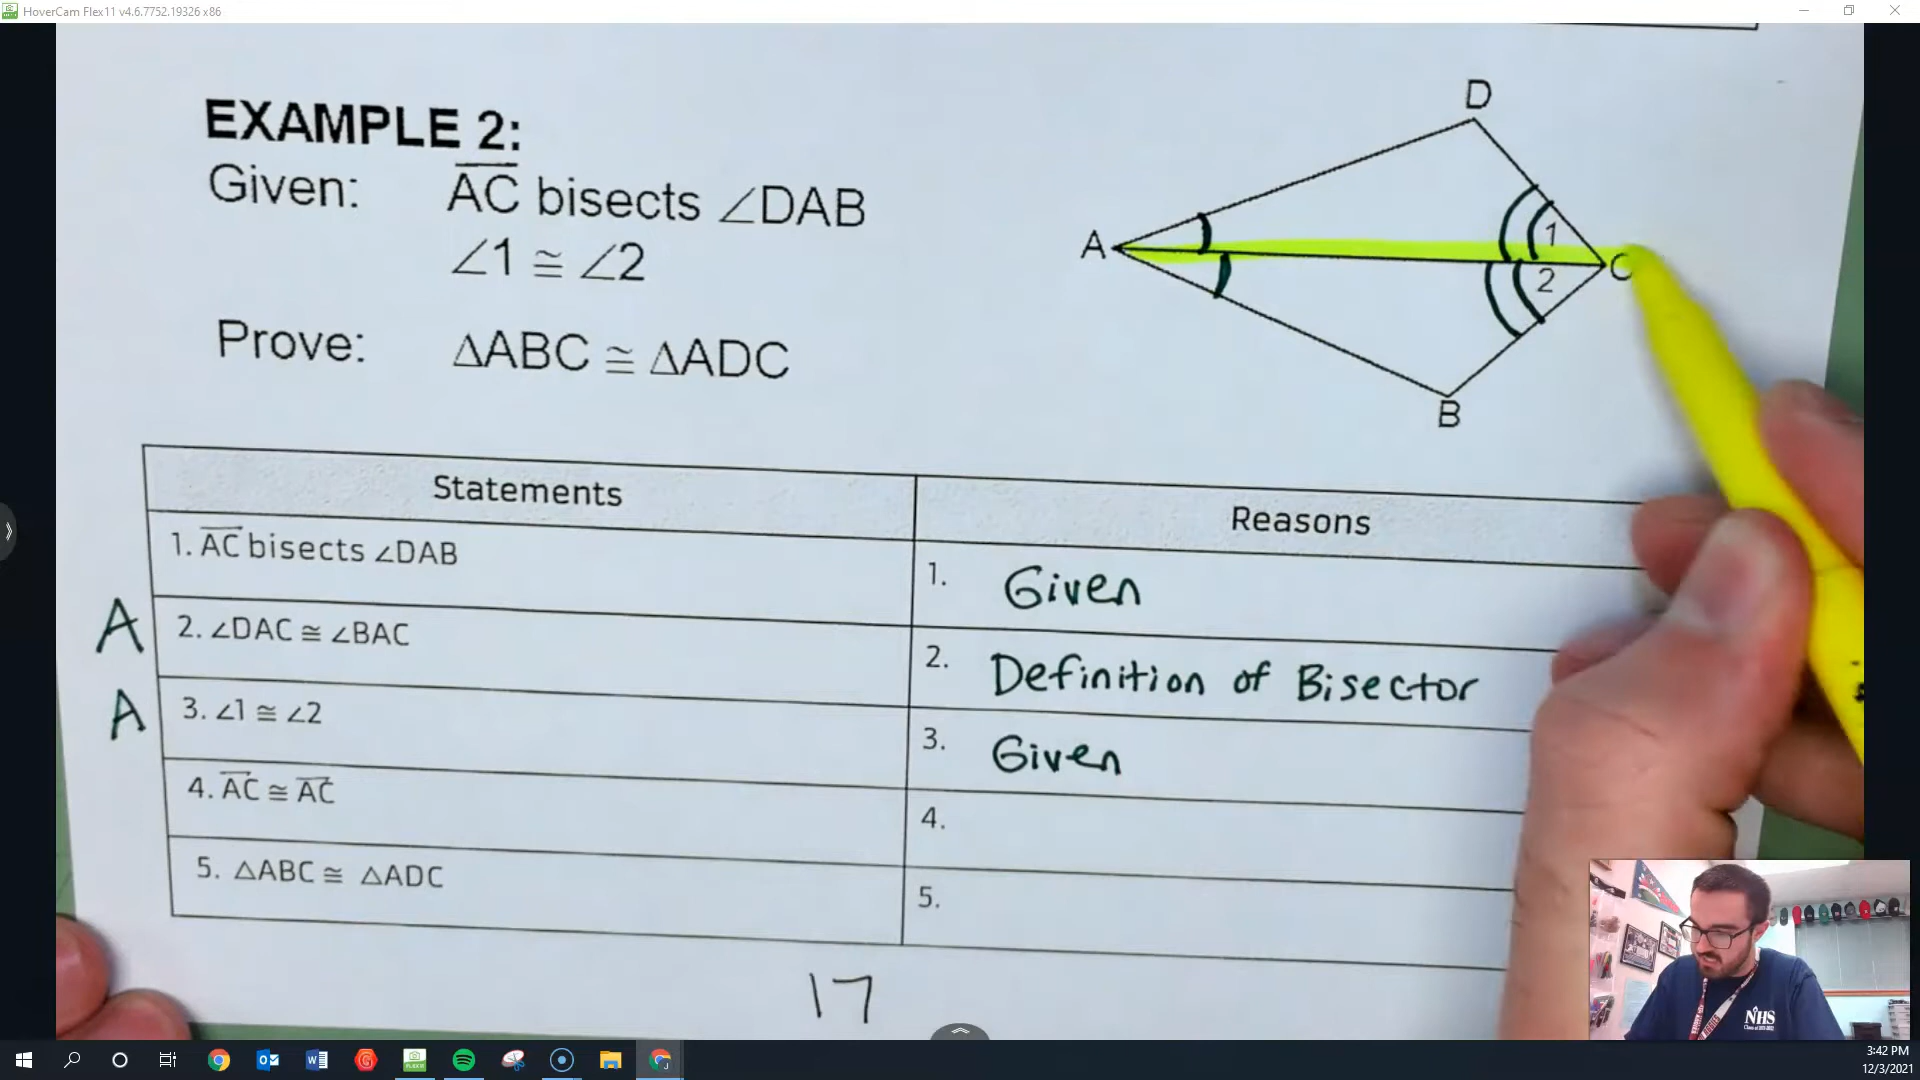 HoverCam Flex11 v4.6.7752.19326 x86
EXAMPLE 2:
Given: AC bisects ∠DAB
∠1 ≅ ∠2
Prove: ΔABC ≅ ΔADC
D
A
1
2
C
B
Statements
Reasons
1. AC bisects ∠DAB
1. Given
A
2. ∠DAC ≅ ∠BAC
2. Definition of Bisector
A
3. ∠1 ≅ ∠2
3. Given
4. AC ≅ AC
4.
5. △ABC ≅ △ADC
5.
17
NHS
3:42 PM
12/3/2021